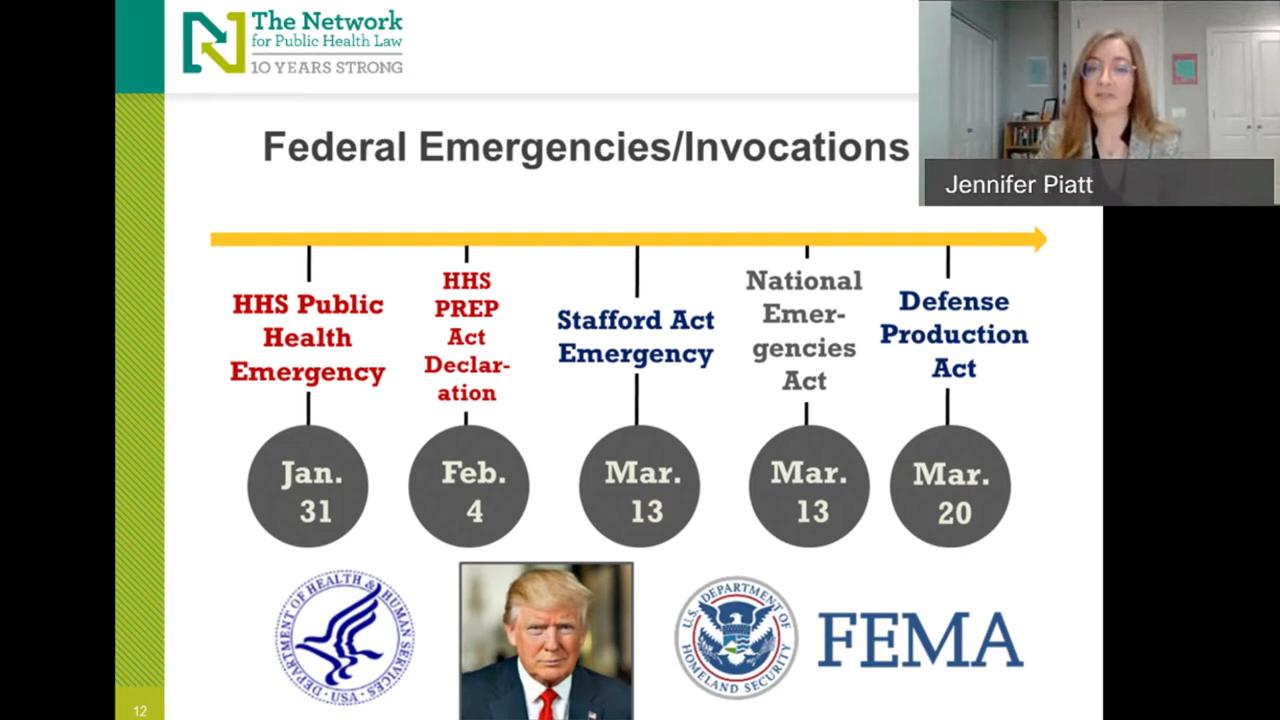 The Network
for Public Health Law
10 YEARS STRONG
Federal Emergencies/Invocations
Jennifer Piatt
HHS Public
Health
Emergency
HHS
PREP
Act
Declar-
ation
Stafford Act
Emergency
National
Emer-
gencies
Act
Defense
Production
Act
Jan.
31
Feb.
4
Mar.
13
Mar.
13
Mar.
20
DEPARTMENT OF HEALTH & HUMAN SERVICES • USA
U.S. DEPARTMENT OF
HOMELAND SECURITY
FEMA
12